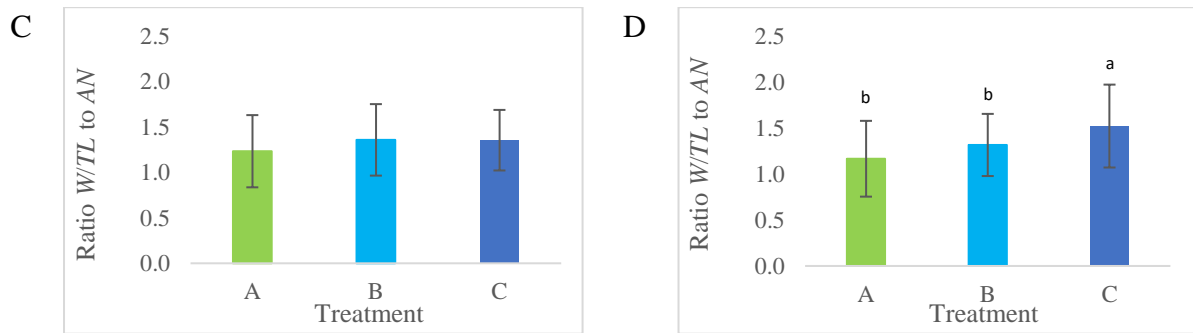 C
Ratio W/TL to AN
2.5
2.0
1.5
1.0
0.5
0.0
A B C
Treatment
D
Ratio W/TL to AN
2.5
2.0
1.5
1.0
0.5
0.0
b b a
A B C
Treatment